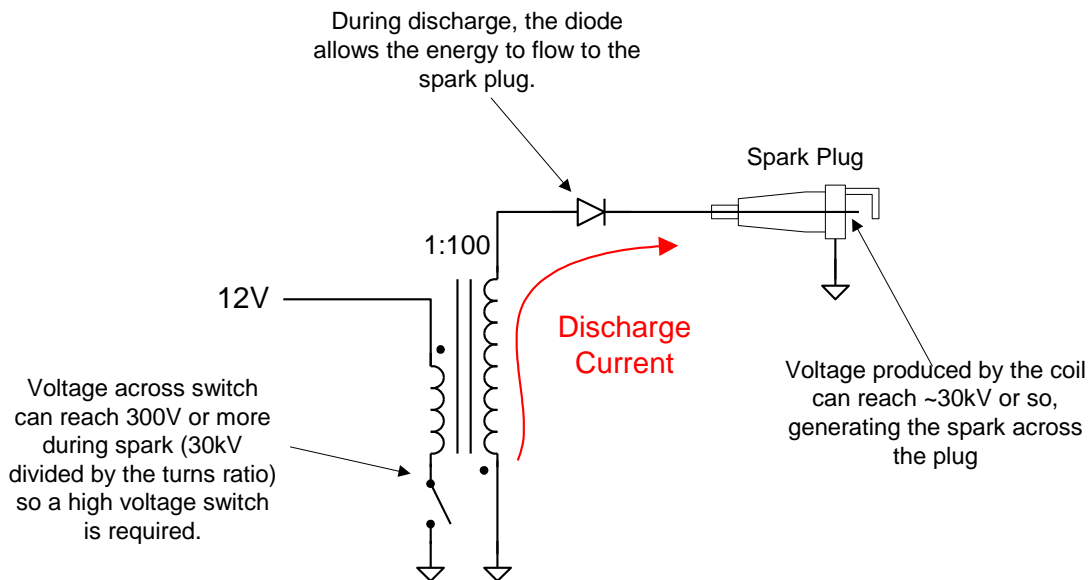 During discharge, the diode
allows the energy to flow to the
spark plug.
Spark Plug
1:100
12V
Discharge
Current
Voltage across switch
can reach 300V or more
during spark (30kV
divided by the turns ratio)
so a high voltage switch
is required.
Voltage produced by the coil
can reach ~30kV or so,
generating the spark across
the plug